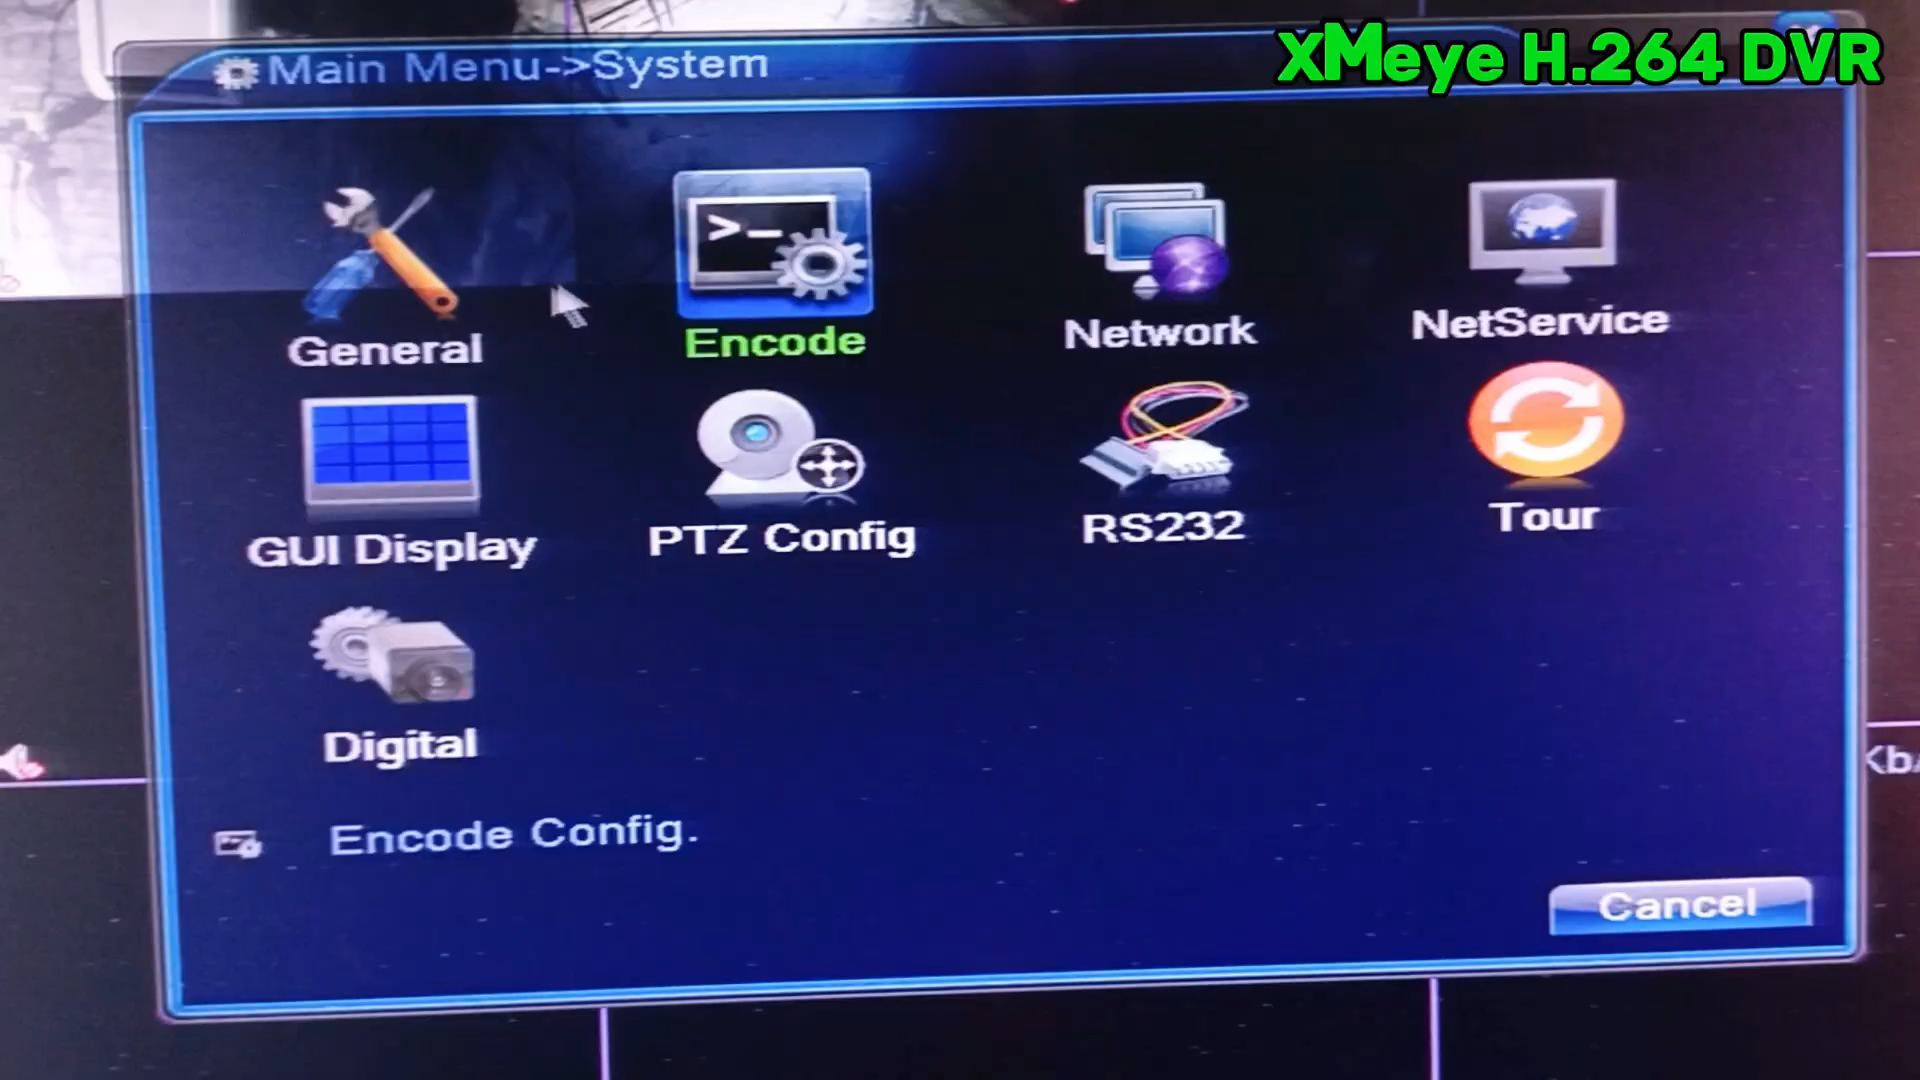 XMeye H.264 DVR
Main Menu->System
General
Encode
Network
NetService
GUI Display
PTZ Config
RS232
Tour
Digital
Encode Config.
Cancel